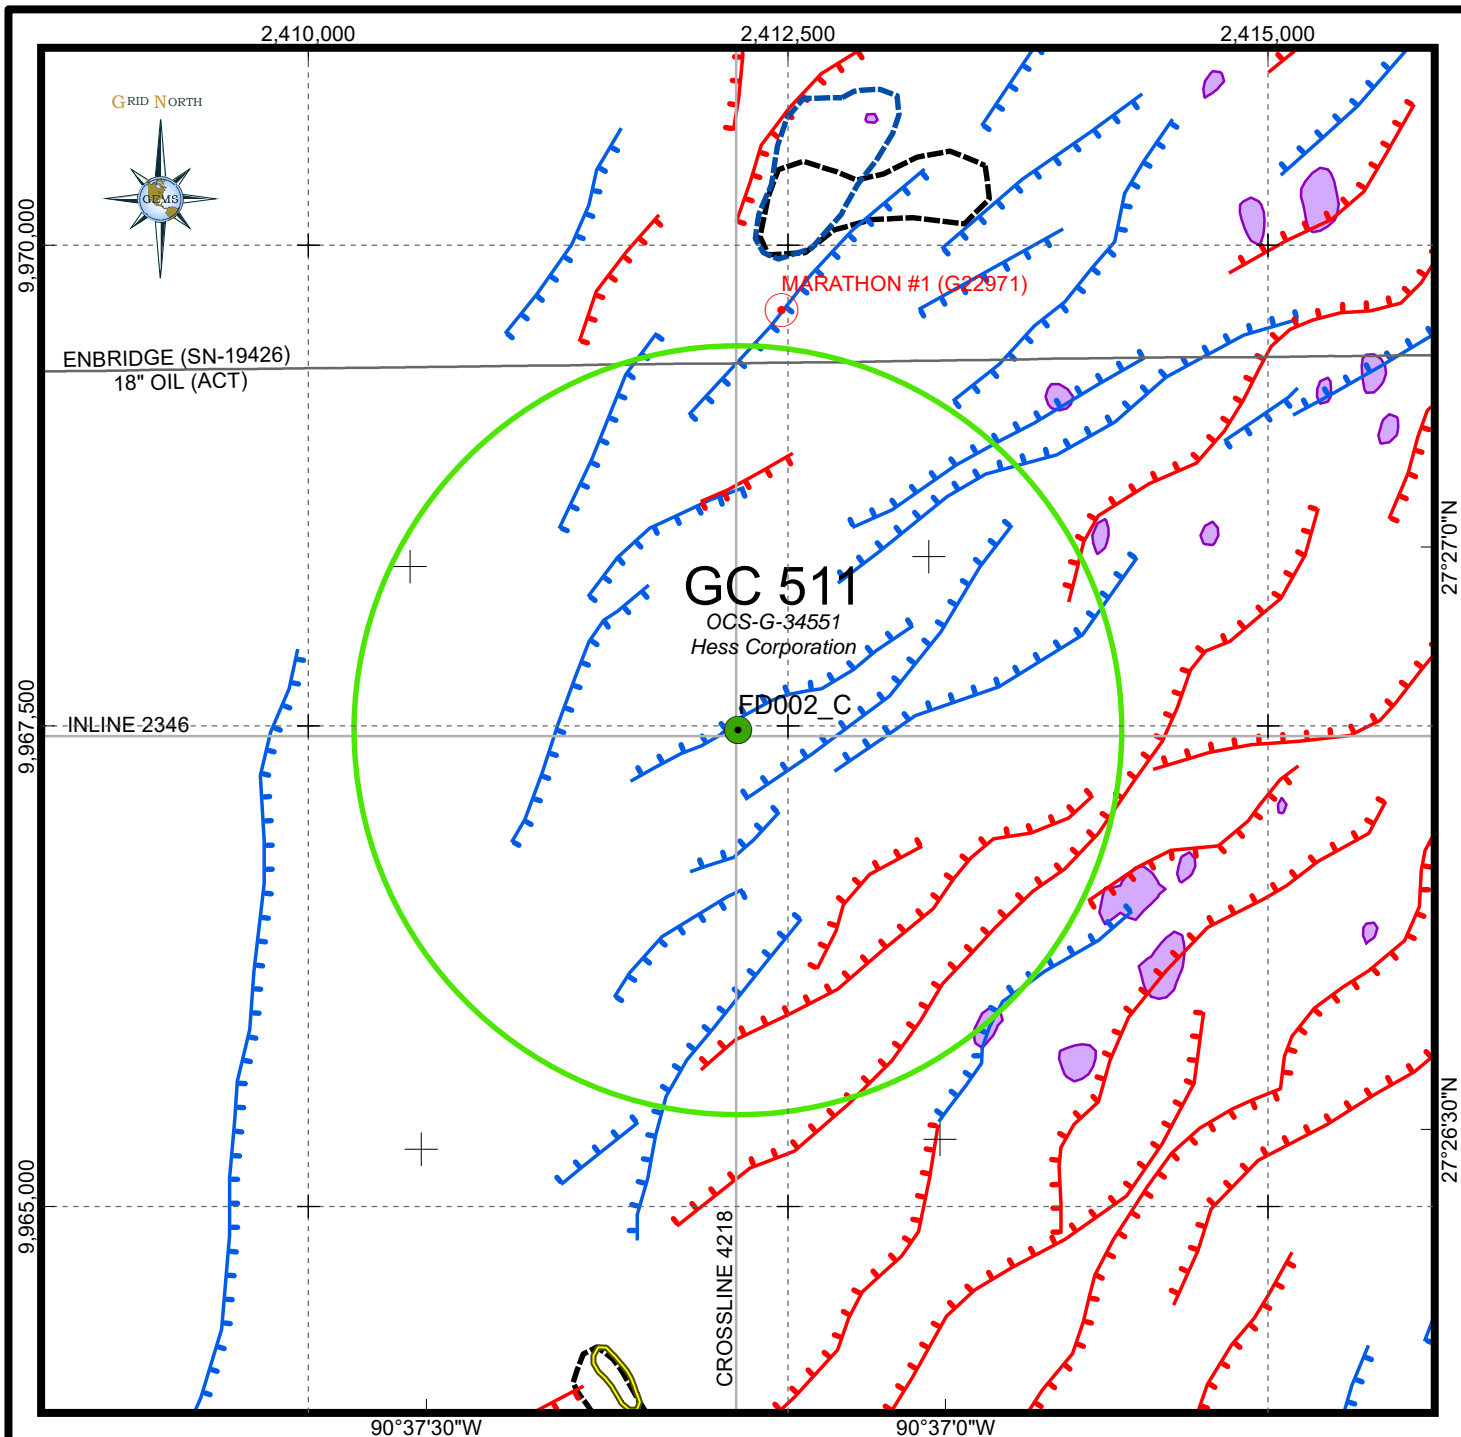 2,410,000
2,412,500
2,415,000
GRID NORTH
GEMS
9,970,000
MARATHON #1 (G22971)
ENBRIDGE (SN-19426)
18" OIL (ACT)
27°27'0"N
GC 511
OCS-G-34551
Hess Corporation
FD002_C
9,967,500
INLINE 2346
27°26'30"N
9,965,000
CROSSLINE 4218
90°37'30"W
90°37'0"W